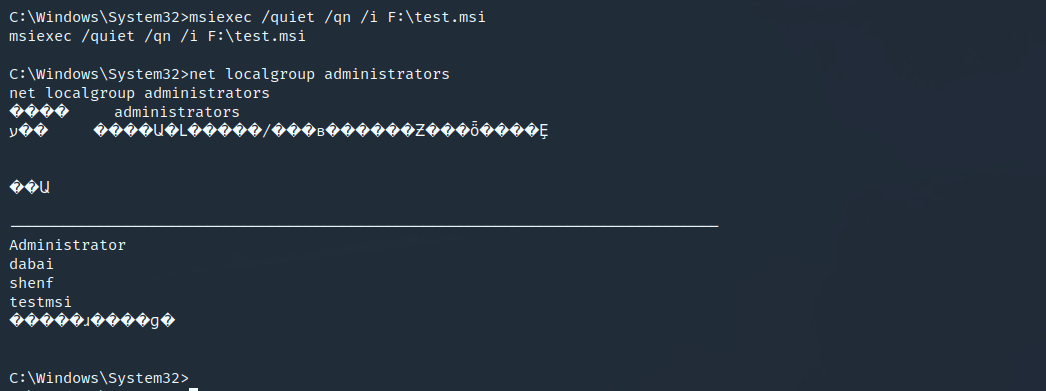 C:\Windows\System32>msiexec /quiet /qn /i F:\test.msi
msiexec /quiet /qn /i F:\test.msi
C:\Windows\System32>net localgroup administrators
net localgroup administrators
���� administrators
ע�� ����Ա�Լ�����/���в������Ƶ���ȫ����Ȩ
��Ա
Administrator
dabai
shenf
testmsi
�����ɹ����ɡ�
C:\Windows\System32>